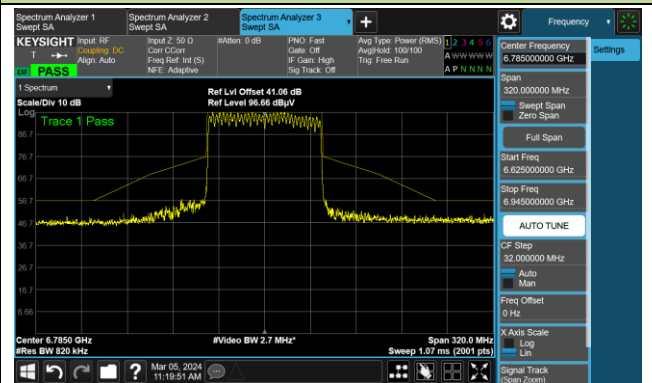 Spectrum Analyzer 1
Swept SA
Spectrum Analyzer 2
Swept SA
Spectrum Analyzer 3
Swept SA
Frequency
KEYSIGHT
Input: RF
Coupling: DC
Align: Auto
Input Z: 50 Ω
Corr CCorr
Freq Ref: Int (S)
NFE: Adaptive
#Atten: 0 dB
PNO: Fast
Gate: Off
IF Gain: High
Sig Track: Off
Avg Type: Power (RMS)
Avg|Hold: 100/100
Trig: Free Run
1 2 3 4 5 6
A W W W W W
A P N N N N
PASS
1 Spectrum
Scale/Div 10 dB
Ref Lvl Offset 41.06 dB
Ref Level 96.66 dBµV
Log
Trace 1 Pass
86.7
76.7
66.7
56.7
46.7
36.7
26.7
16.7
6.66
Center 6.7850 GHz
#Res BW 820 kHz
#Video BW 2.7 MHz*
Span 320.0 MHz
Sweep 1.07 ms (2001 pts)
Mar 05, 2024
11:19:51 AM
Center Frequency
6.785000000 GHz
Settings
Span
320.000000 MHz
Swept Span
Zero Span
Full Span
Start Freq
6.625000000 GHz
Stop Freq
6.945000000 GHz
AUTO TUNE
CF Step
32.000000 MHz
Auto
Man
Freq Offset
0 Hz
X Axis Scale
Log
Lin
Signal Track
(Span Zoom)